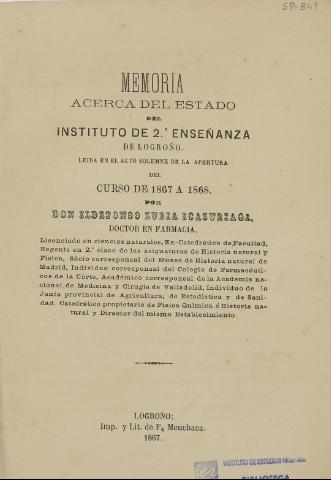 SP-841
MEMORIA
ACERCA DEL ESTADO
DEL
INSTITUTO DE 2.ª ENSEÑANZA
DE LOGROÑO,
LEIDA EN EL ACTO SOLEMNE DE LA APERTURA
DEL
CURSO DE 1867 A 1868.
POR
DON ILDEFONSO ZUBIA ICAZURIAGA,
DOCTOR EN FARMACIA,
Licenciado en ciencias naturales, Ex-Catedrático de Facultad,
Regente en 2.ª clase de las asignaturas de Historia natural y
Física, Sócio corresponsal del Museo de Historia natural de
Madrid, Individuo corresponsal del Colegio de Farmacéuti-
cos de la Córte, Académico corresponsal de la Academia na-
cional, de Medicina y Cirugía de Valladolid, Individuo de la
Junta provincial de Agricultura, de Estadística y de Sani-
dad. Catedrático propietario de Física Química é Historia na-
tural y Director del mismo Establecimiento.
LOGROÑO:
Imp. y Lit. de F. Menchaca.
1867.
INSTITUTO DE ESTUDIOS
BIBLIOTECA